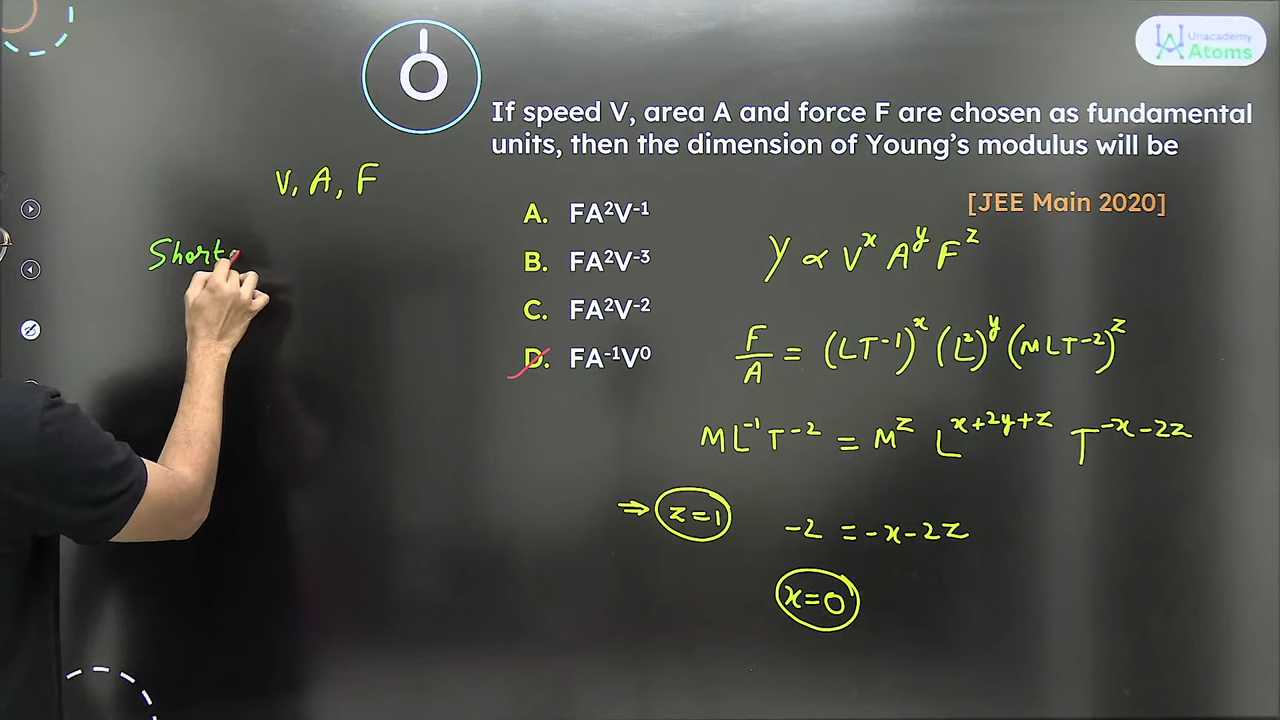 Unacademy
Atoms
If speed V, area A and force F are chosen as fundamental
units, then the dimension of Young's modulus will be
[JEE Main 2020]
A. FA²V⁻¹
B. FA²V⁻³
C. FA²V⁻²
D. FA⁻¹V⁰
V, A, F
Short
Y ∝ V^x A^y F^z
F/A = (LT⁻¹)^x (L²)^y (MLT⁻²)^z
ML⁻¹T⁻² = M^z L^(x+2y+z) T^(-x-2z)
⇒ z=1
-2 = -x-2z
x=0